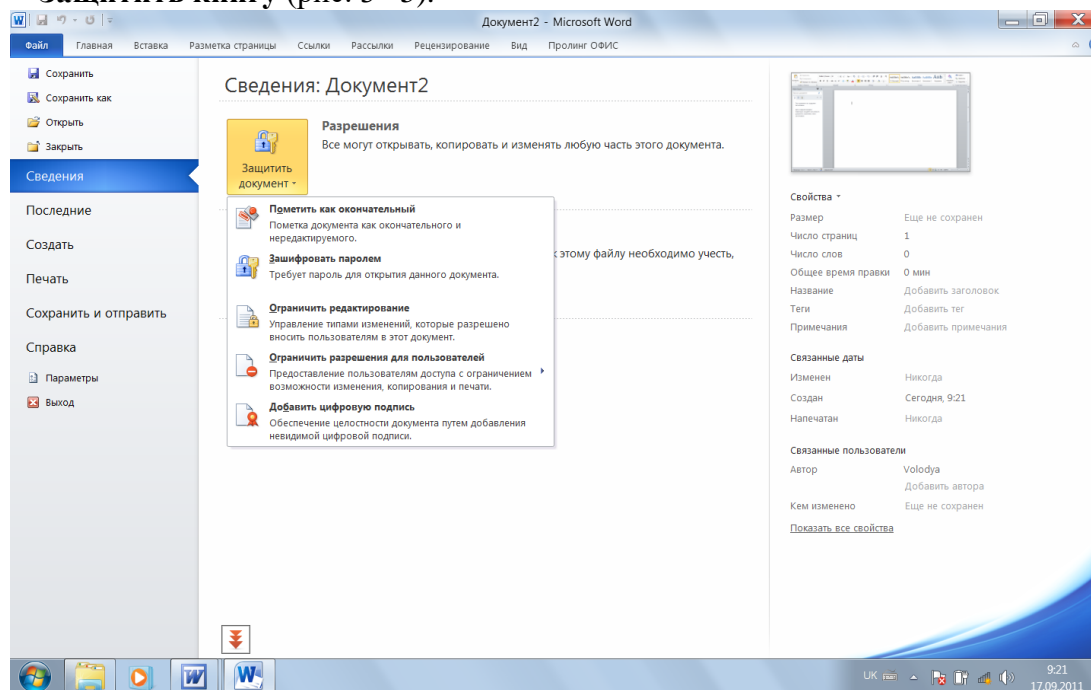 Защитить книгу (рис. 3 - 5).
Документ2 - Microsoft Word
Файл Главная Вставка Разметка страницы Ссылки Рассылки Рецензирование Вид Пролинг ОФИС
Сохранить
Сохранить как
Открыть
Закрыть
Сведения
Последние
Создать
Печать
Сохранить и отправить
Справка
Параметры
Выход
Сведения: Документ2
Защитить
документ
Разрешения
Все могут открывать, копировать и изменять любую часть этого документа.
Пометить как окончательный
Пометка документа как окончательного и
нередактируемого.
Зашифровать паролем
Требует пароль для открытия данного документа.
Ограничить редактирование
Управление типами изменений, которые разрешено
вносить пользователям в этот документ.
Ограничить разрешения для пользователей
Предоставление пользователям доступа с ограничением
возможности изменения, копирования и печати.
Добавить цифровую подпись
Обеспечение целостности документа путем добавления
невидимой цифровой подписи.
этому файлу необходимо учесть,
Свойства
Размер Еще не сохранен
Число страниц 1
Число слов 0
Общее время правки 0 мин
Название Добавить заголовок
Теги Добавить тег
Примечания Добавить примечания
Связанные даты
Изменен Никогда
Создан Сегодня, 9:21
Напечатан Никогда
Связанные пользователи
Автор Volodya
Добавить автора
Кем изменено Еще не сохранен
Показать все свойства
UK 9:21
17.09.2011